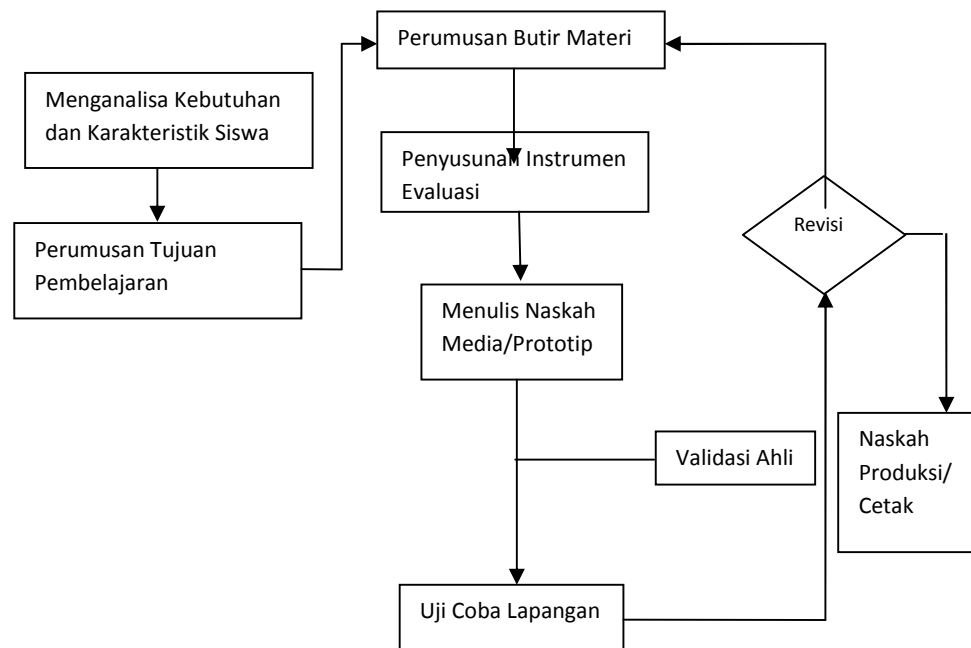 Perumusan Butir Materi
Menganalisa Kebutuhan
dan Karakteristik Siswa
Penyusunan Instrumen
Evaluasi
Perumusan Tujuan
Pembelajaran
Revisi
Menulis Naskah
Media/Prototip
Validasi Ahli
Naskah
Produksi/
Cetak
Uji Coba Lapangan